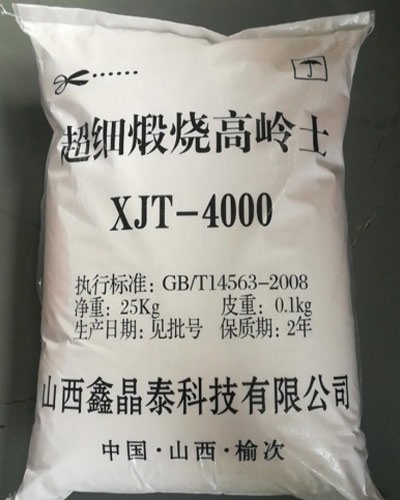 超细煅烧高岭土
XJT-4000
执行标准：GB/T14563-2008
净重：25Kg 皮重：0.1kg
生产日期：见批号 保质期：2年
山西鑫晶泰科技有限公司
中国·山西·榆次